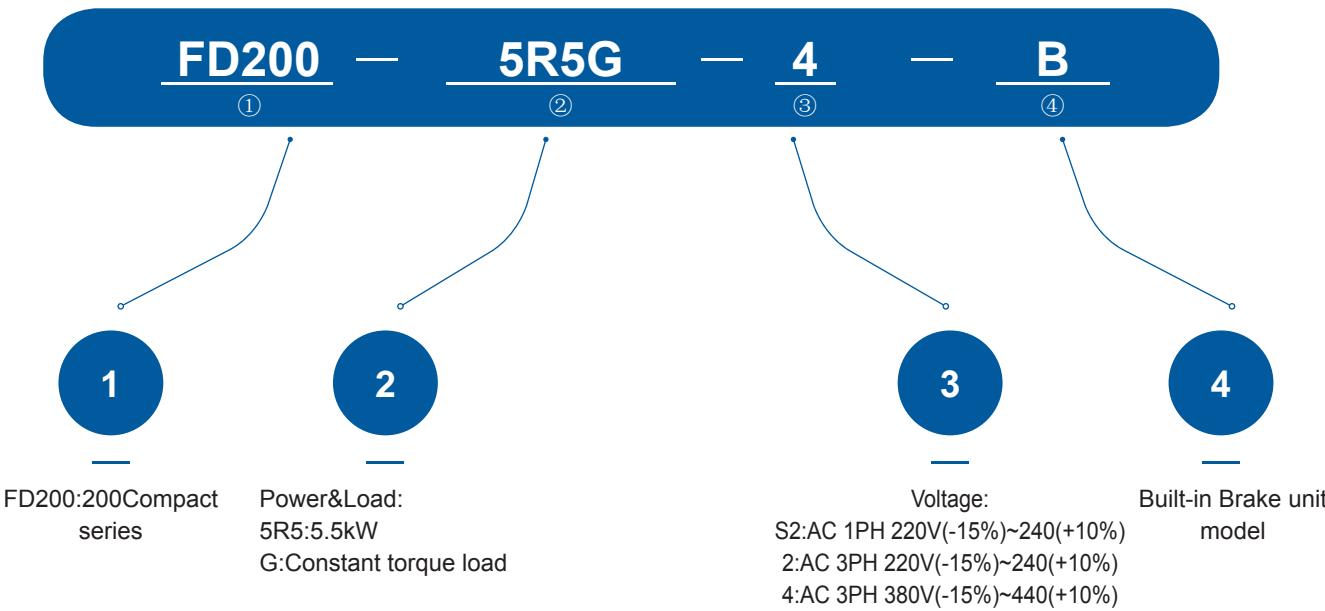 FD200 — 5R5G — 4 — B
① ② ③ ④
1 2 3 4
FD200:200Compact
series
Power&Load:
5R5:5.5kW
G:Constant torque load
Voltage:
S2:AC 1PH 220V(-15%)~240(+10%)
2:AC 3PH 220V(-15%)~240(+10%)
4:AC 3PH 380V(-15%)~440(+10%)
Built-in Brake unit
model